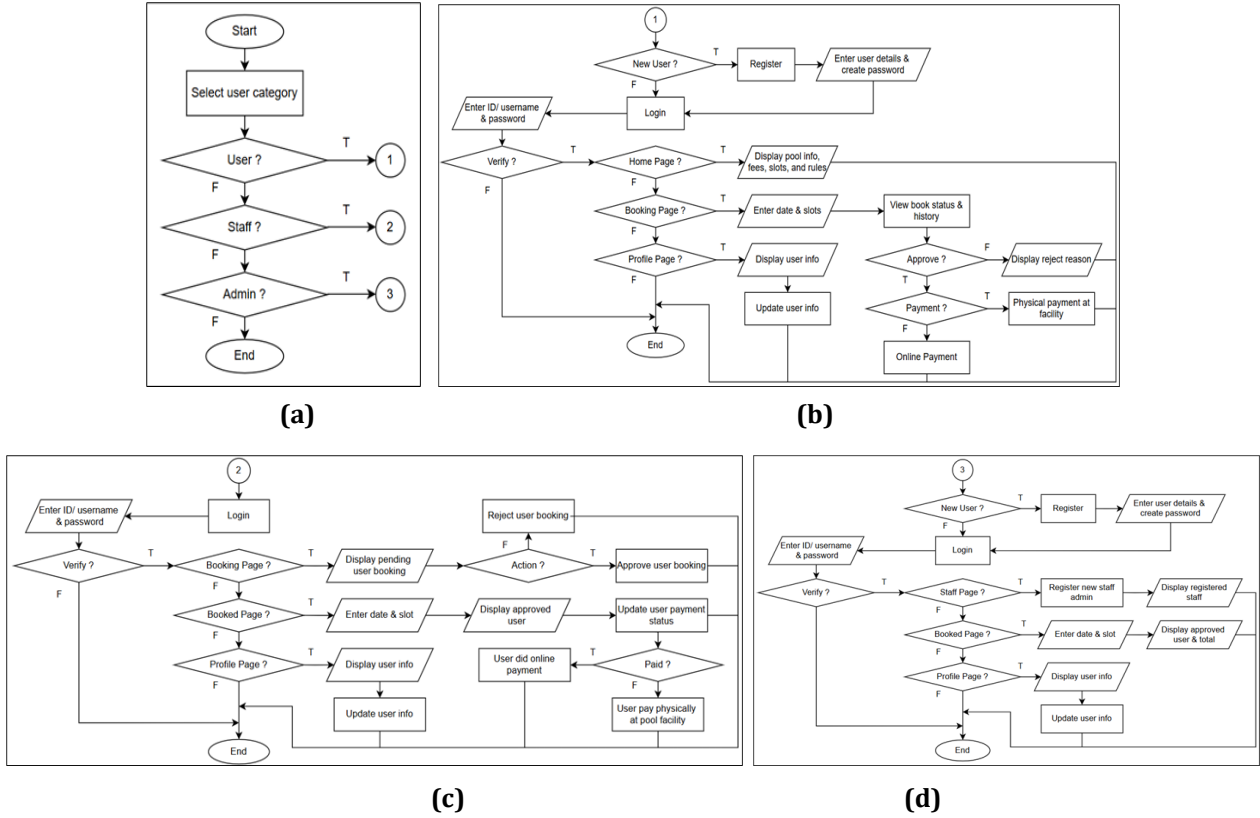 Start
Select user category
User ?
T
1
F
Staff ?
T
2
F
Admin ?
T
3
F
End
(a)
1
New User ?
T
Register
Enter user details &
create password
F
Enter ID/ username
& password
Login
Verify ?
T
Home Page ?
T
Display pool info,
fees, slots, and rules
F
F
Booking Page ?
T
Enter date & slots
View book status &
history
F
Profile Page ?
T
Display user info
Approve ?
F
Display reject reason
F
T
Update user info
Payment ?
T
Physical payment at
facility
F
End
Online Payment
(b)
2
Enter ID/ username
& password
Login
Reject user booking
F
Verify ?
T
Booking Page ?
T
Display pending
user booking
Action ?
T
Approve user booking
F
F
Booked Page ?
T
Enter date & slot
Display approved
user
Update user payment
status
F
Profile Page ?
T
Display user info
User did online
payment
T
Paid ?
F
F
Update user info
User pay physically
at pool facility
End
(c)
3
New User ?
T
Register
Enter user details &
create password
F
Enter ID/ username
& password
Login
Verify ?
T
Staff Page ?
T
Register new staff
admin
Display registered
staff
F
F
Booked Page ?
T
Enter date & slot
Display approved
user & total
F
Profile Page ?
T
Display user info
F
Update user info
End
(d)